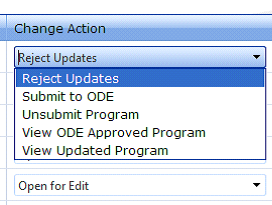 Change Action
Reject Updates
Reject Updates
Submit to ODE
Unsubmit Program
View ODE Approved Program
View Updated Program
Open for Edit